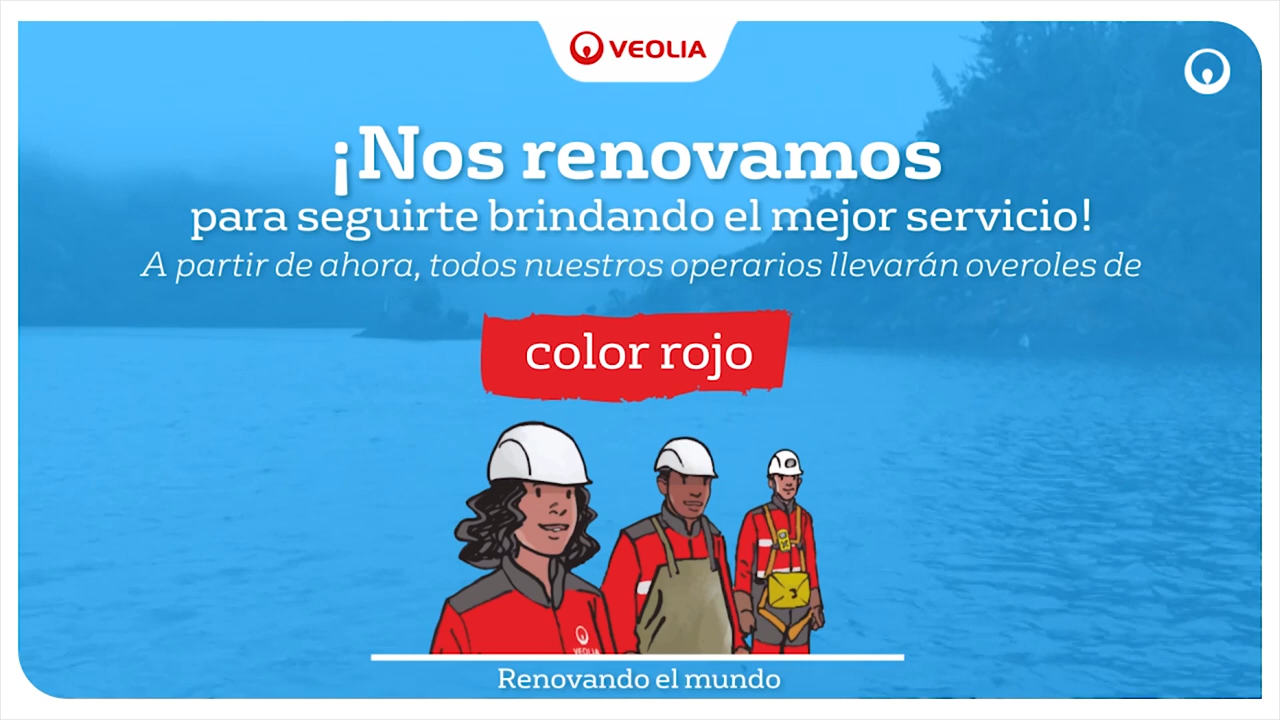 VEOLIA
¡Nos renovamos
para seguirte brindando el mejor servicio!
A partir de ahora, todos nuestros operarios llevarán overoles de
color rojo
VEOLIA
Renovando el mundo